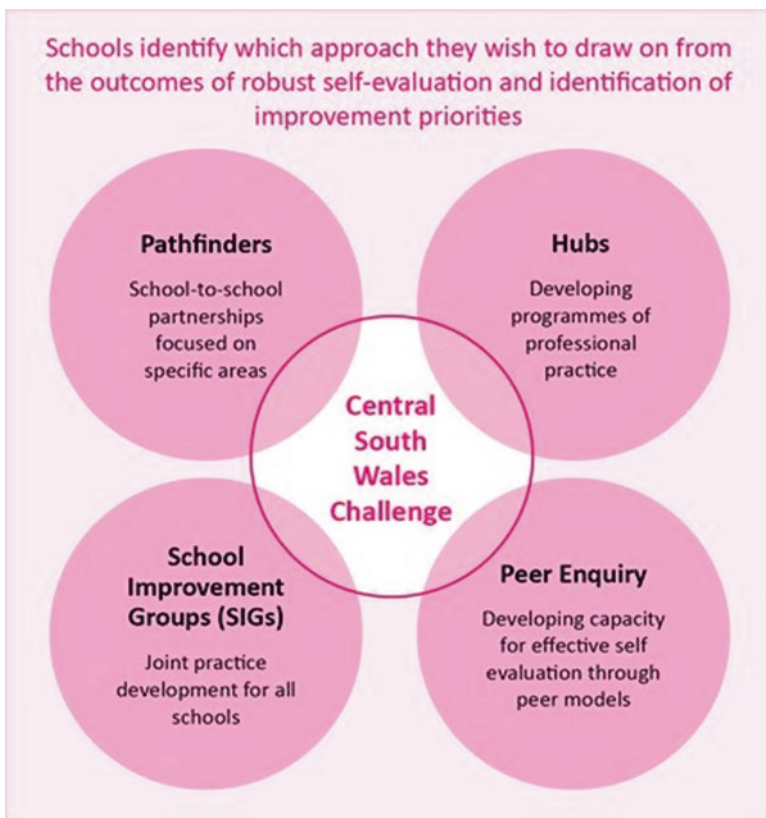 Schools identify which approach they wish to draw on from
the outcomes of robust self-evaluation and identification of
improvement priorities
Pathfinders
School-to-school
partnerships
focused on
specific areas
Hubs
Developing
programmes of
professional
practice
Central
South
Wales
Challenge
School
Improvement
Groups (SIGs)
Joint practice
development for all
schools
Peer Enquiry
Developing capacity
for effective self
evaluation through
peer models